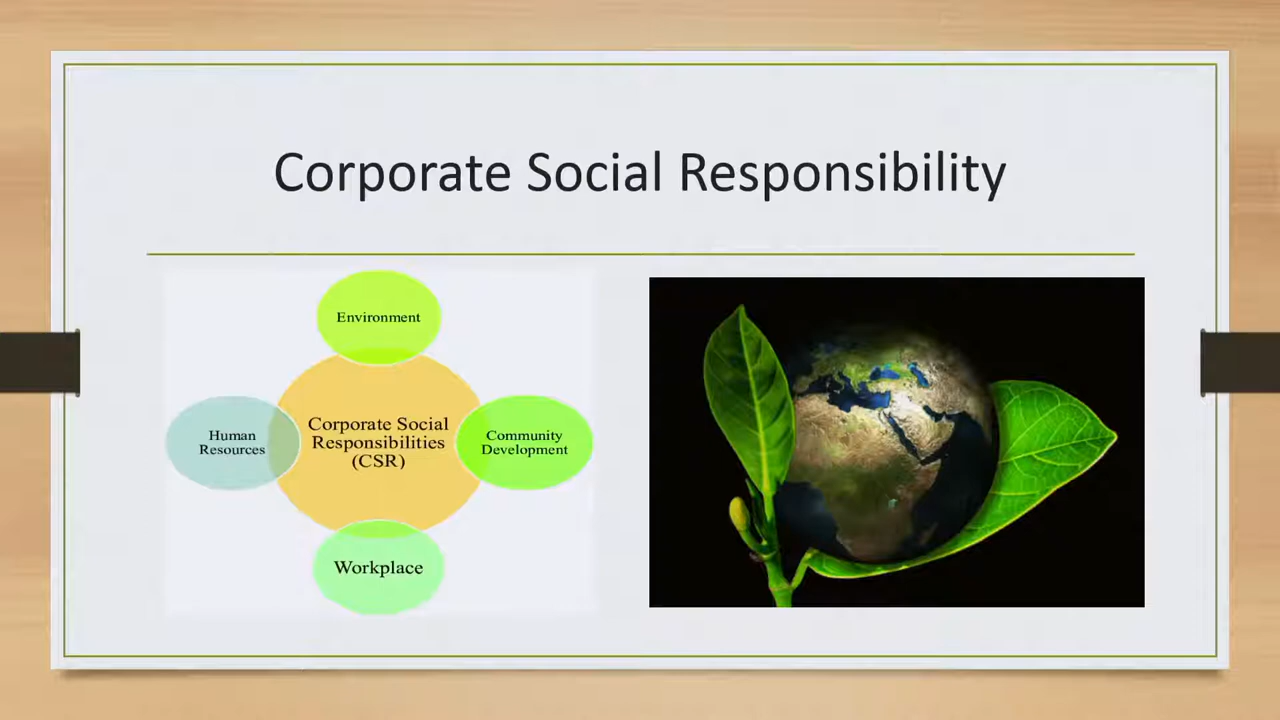 Corporate Social Responsibility
Environment
Human
Resources
Corporate Social
Responsibilities
(CSR)
Community
Development
Workplace